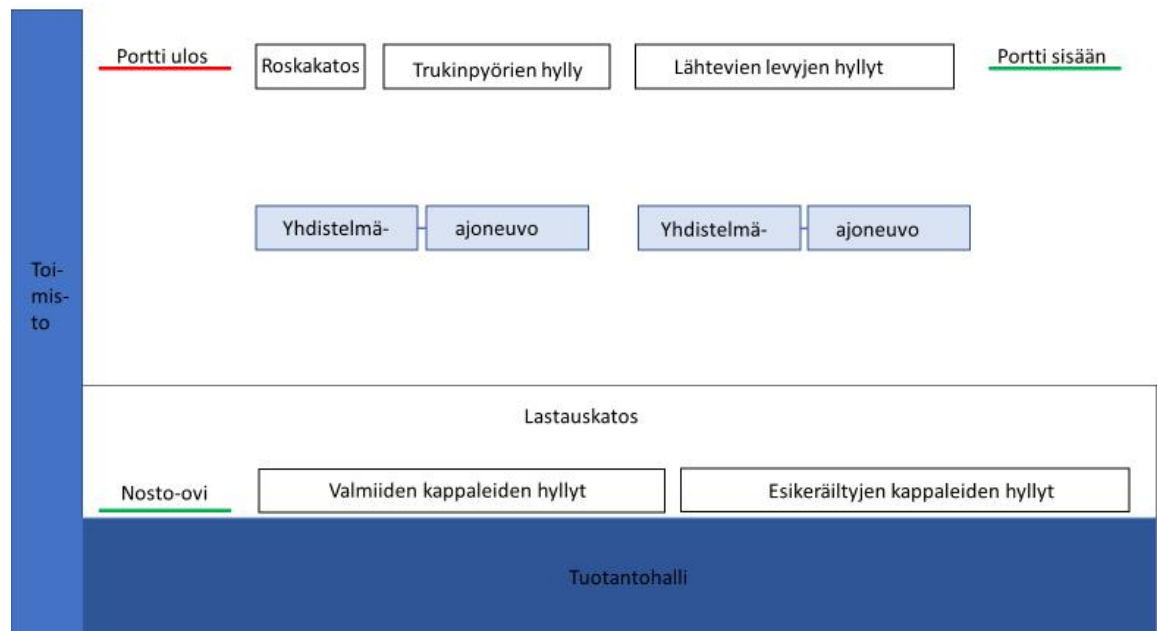 Portti ulos
Roskakatos
Trukinpyörien hylly
Lähtevien levyjen hyllyt
Portti sisään
Yhdistelmä-
ajoneuvo
Yhdistelmä-
ajoneuvo
Toi-
mis-
to
Lastauskatos
Nosto-ovi
Valmiiden kappaleiden hyllyt
Esikeräiltyjen kappaleiden hyllyt
Tuotantohalli